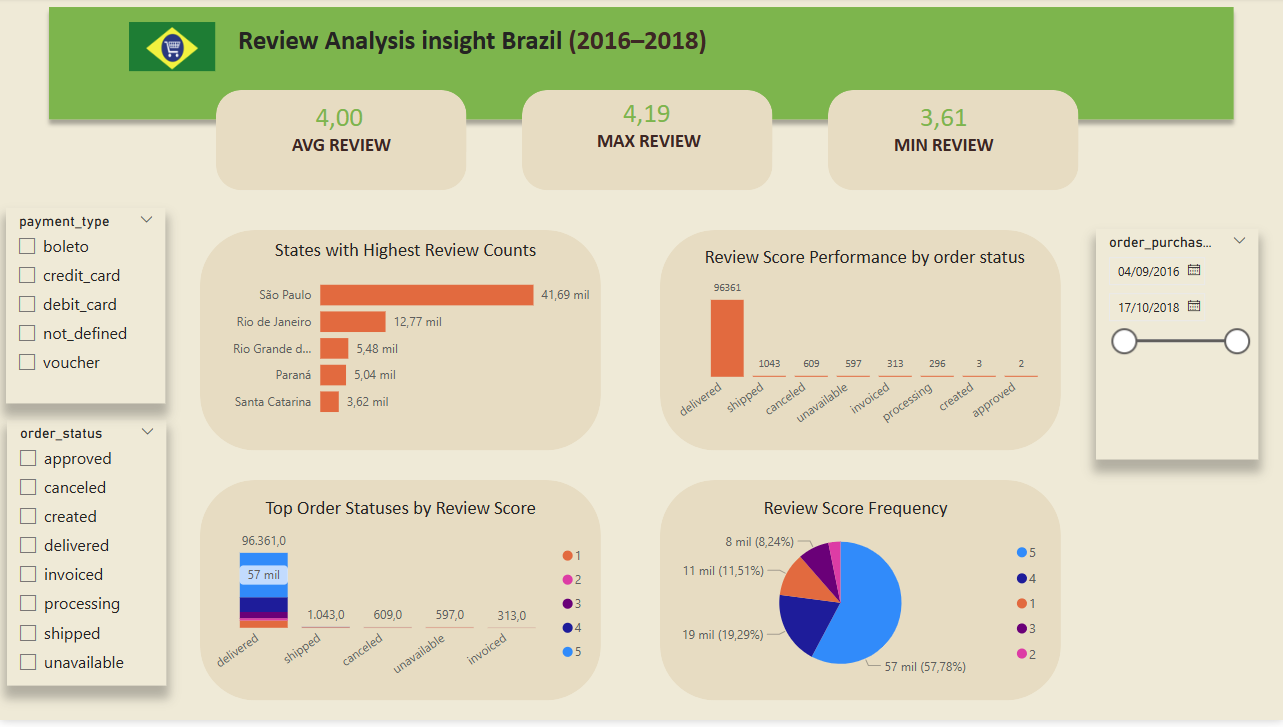 Review Analysis insight Brazil (2016–2018)
4,00
AVG REVIEW
4,19
MAX REVIEW
3,61
MIN REVIEW
payment_type
boleto
credit_card
debit_card
not_defined
voucher
order_status
approved
canceled
created
delivered
invoiced
processing
shipped
unavailable
States with Highest Review Counts
São Paulo 41,69 mil
Rio de Janeiro 12,77 mil
Rio Grande d... 5,48 mil
Paraná 5,04 mil
Santa Catarina 3,62 mil
Review Score Performance by order status
96361 1043 609 597 313 296 3 2
delivered shipped canceled unavailable invoiced processing created approved
order_purchas...
04/09/2016
17/10/2018
Top Order Statuses by Review Score
96.361,0
57 mil
1.043,0 609,0 597,0 313,0
delivered shipped canceled unavailable invoiced
1
2
3
4
5
Review Score Frequency
8 mil (8,24%)
11 mil (11,51%)
19 mil (19,29%)
57 mil (57,78%)
5
4
1
3
2